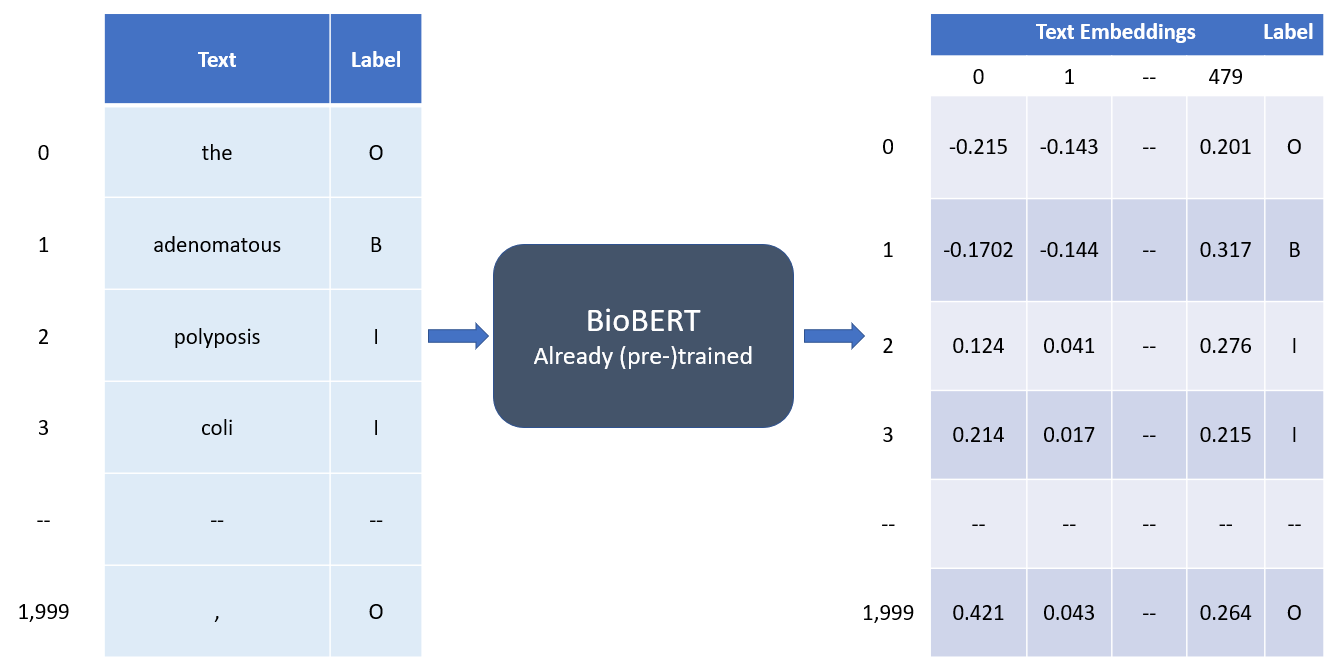 Text Label
0 the O
1 adenomatous B
2 polyposis I
3 coli I
-- -- --
1,999 , O
BioBERT
Already (pre-)trained
Text Embeddings Label
0 1 -- 479
0 -0.215 -0.143 -- 0.201 O
1 -0.1702 -0.144 -- 0.317 B
2 0.124 0.041 -- 0.276 I
3 0.214 0.017 -- 0.215 I
-- -- -- -- -- --
1,999 0.421 0.043 -- 0.264 O